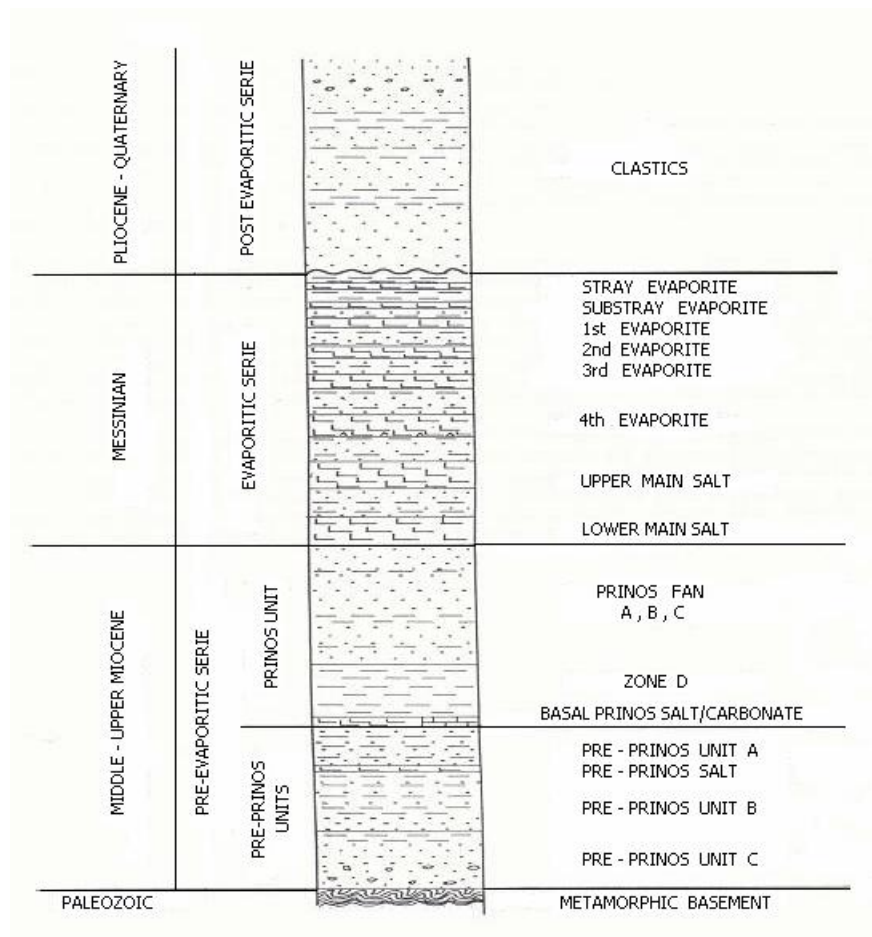 PLIOCENE - QUATERNARY
POST EVAPORITIC SERIE
CLASTICS
MESSINIAN
EVAPORITIC SERIE
STRAY EVAPORITE
SUBSTRAY EVAPORITE
1st EVAPORITE
2nd EVAPORITE
3rd EVAPORITE
4th EVAPORITE
UPPER MAIN SALT
LOWER MAIN SALT
MIDDLE - UPPER MIOCENE
PRE-EVAPORITIC SERIE
PRINOS UNIT
PRINOS FAN
A , B , C
ZONE D
BASAL PRINOS SALT/CARBONATE
PRE-PRINOS
UNITS
PRE - PRINOS UNIT A
PRE - PRINOS SALT
PRE - PRINOS UNIT B
PRE - PRINOS UNIT C
PALEOZOIC
METAMORPHIC BASEMENT